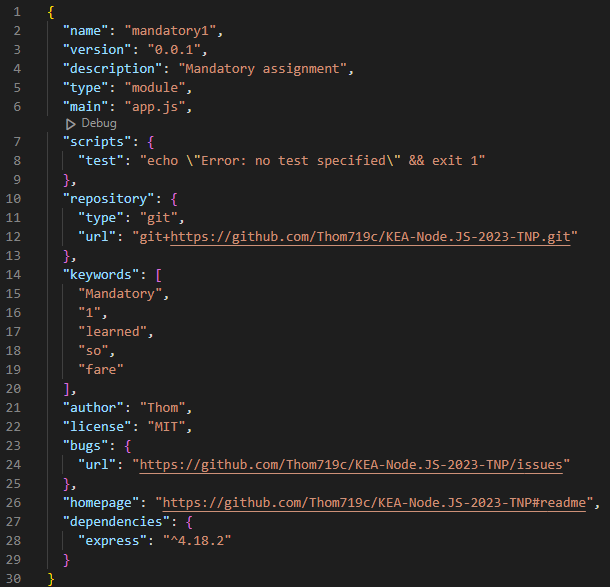 1 {
2 "name": "mandatory1",
3 "version": "0.0.1",
4 "description": "Mandatory assignment",
5 "type": "module",
6 "main": "app.js",
Debug
7 "scripts": {
8 "test": "echo \"Error: no test specified\" && exit 1"
9 },
10 "repository": {
11 "type": "git",
12 "url": "git+https://github.com/Thom719c/KEA-Node.JS-2023-TNP.git"
13 },
14 "keywords": [
15 "Mandatory",
16 "1",
17 "learned",
18 "so",
19 "fare"
20 ],
21 "author": "Thom",
22 "license": "MIT",
23 "bugs": {
24 "url": "https://github.com/Thom719c/KEA-Node.JS-2023-TNP/issues"
25 },
26 "homepage": "https://github.com/Thom719c/KEA-Node.JS-2023-TNP#readme",
27 "dependencies": {
28 "express": "^4.18.2"
29 }
30 }